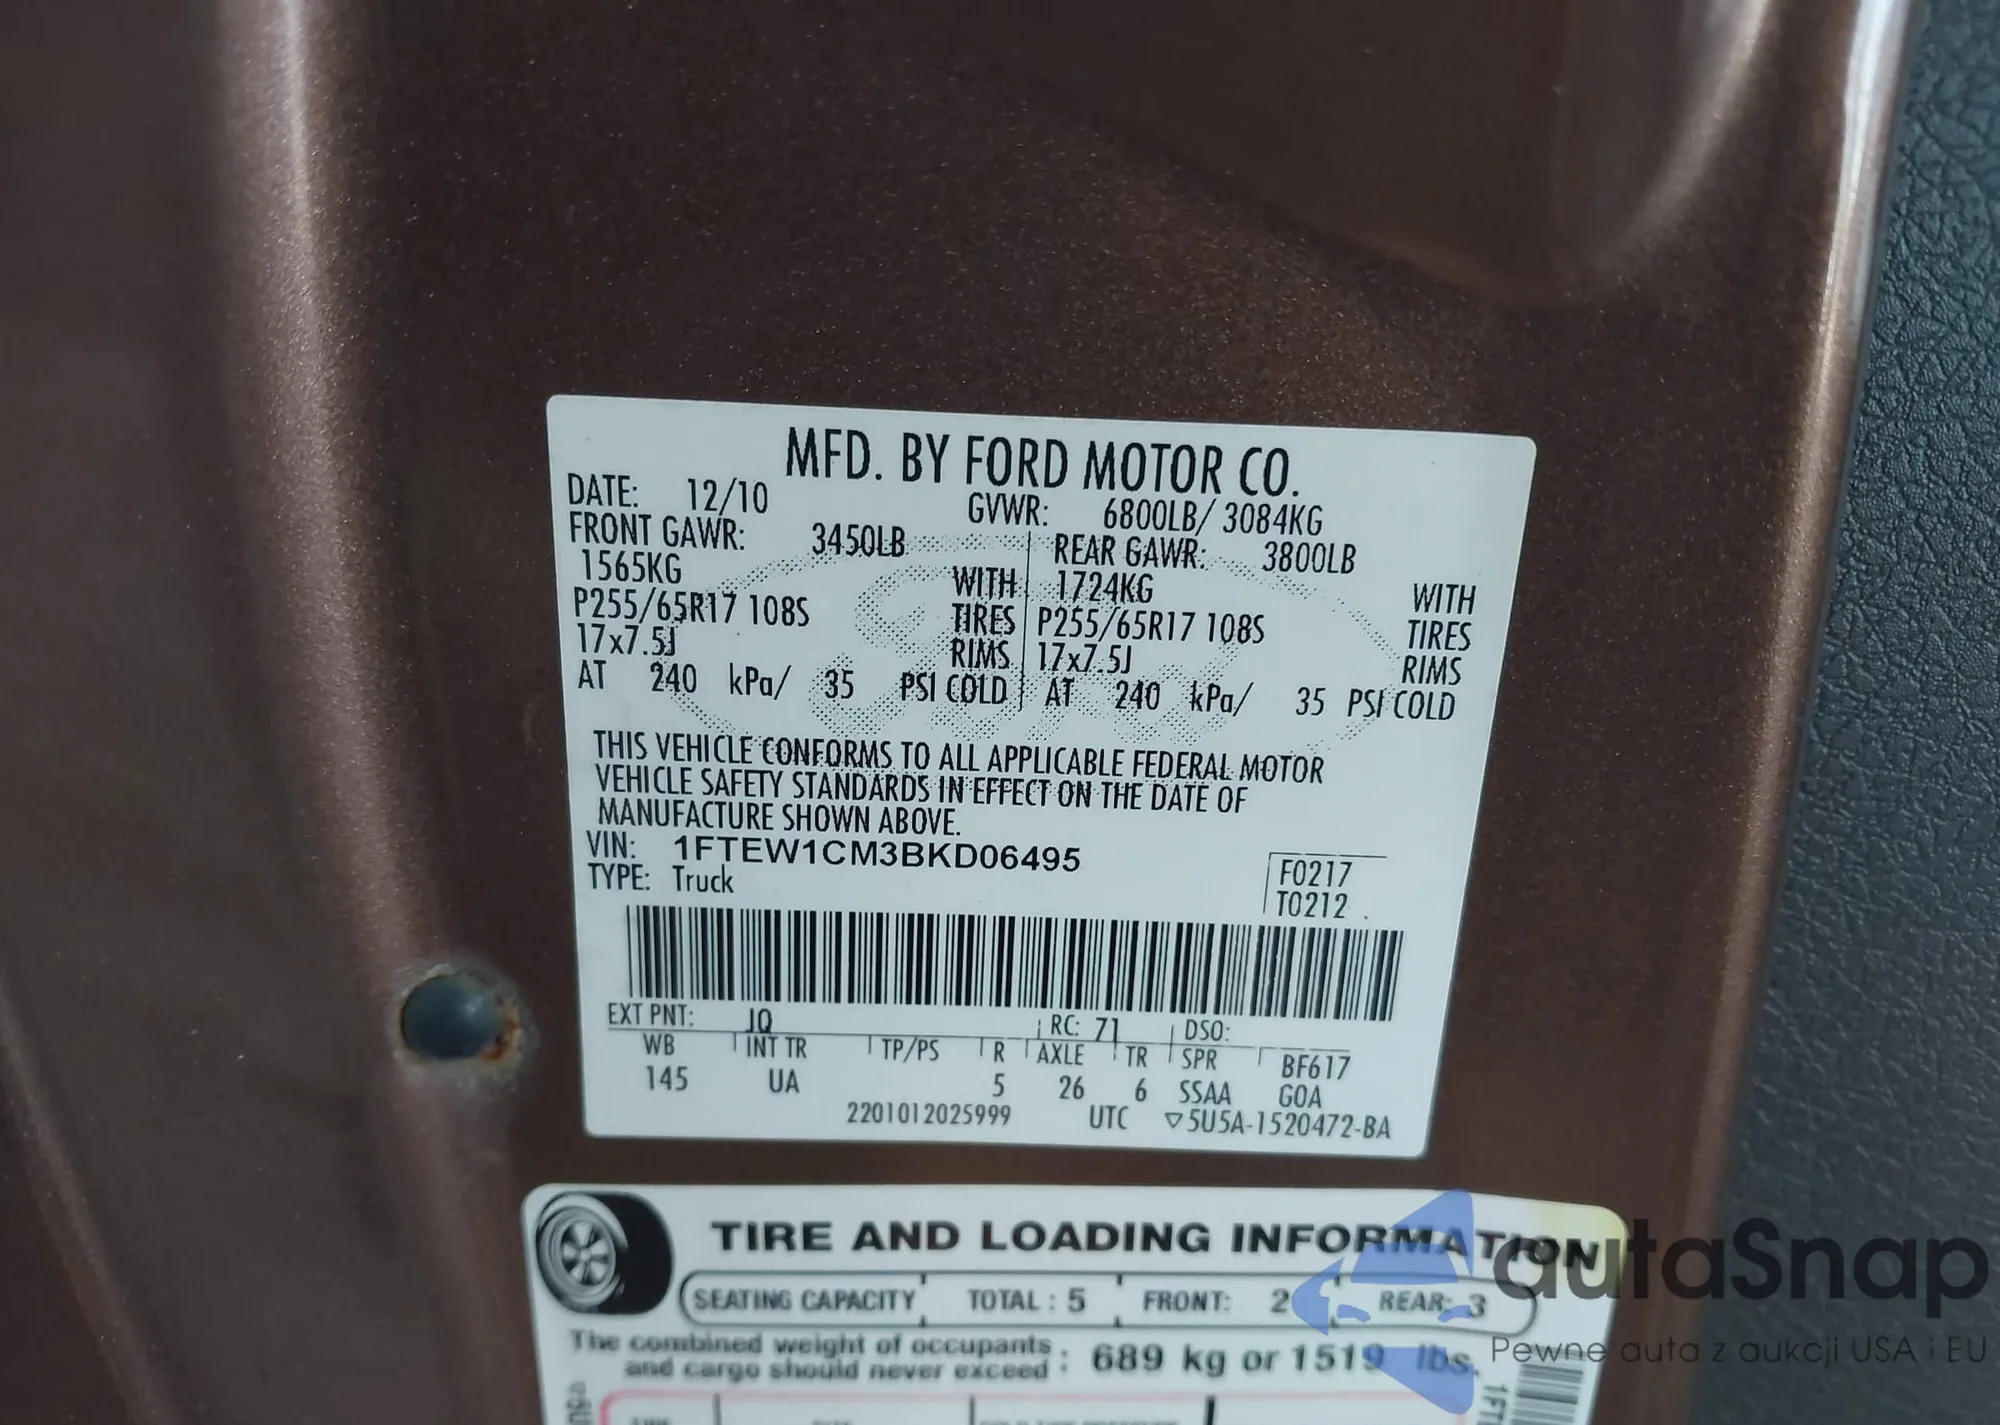 MFD. BY FORD MOTOR CO.
DATE: 12/10 GVWR: 6800LB/ 3084KG
FRONT GAWR: 3450LB REAR GAWR: 3800LB
1565KG WITH 1724KG WITH
P255/65R17 108S TIRES P255/65R17 108S TIRES
17x7.5J RIMS 17x7.5J RIMS
AT 240 kPa/ 35 PSI COLD AT 240 kPa/ 35 PSI COLD
THIS VEHICLE CONFORMS TO ALL APPLICABLE FEDERAL MOTOR
VEHICLE SAFETY STANDARDS IN EFFECT ON THE DATE OF
MANUFACTURE SHOWN ABOVE.
VIN: 1FTEW1CM3BKD06495
TYPE: Truck
F0217
T0212
EXT PNT: JQ RC: 71 DSO:
WB INT TR TP/PS R AXLE TR SPR BF617
145 UA 5 26 6 SSAA GOA
2201012025999 UTC ▽5U5A-1520472-BA
TIRE AND LOADING INFORMATION
SEATING CAPACITY TOTAL : 5 FRONT: 2 REAR: 3
The combined weight of occupants
and cargo should never exceed : 689 kg or 1519 lbs.
autaSnap
Pewne auta z aukcji USA i EU